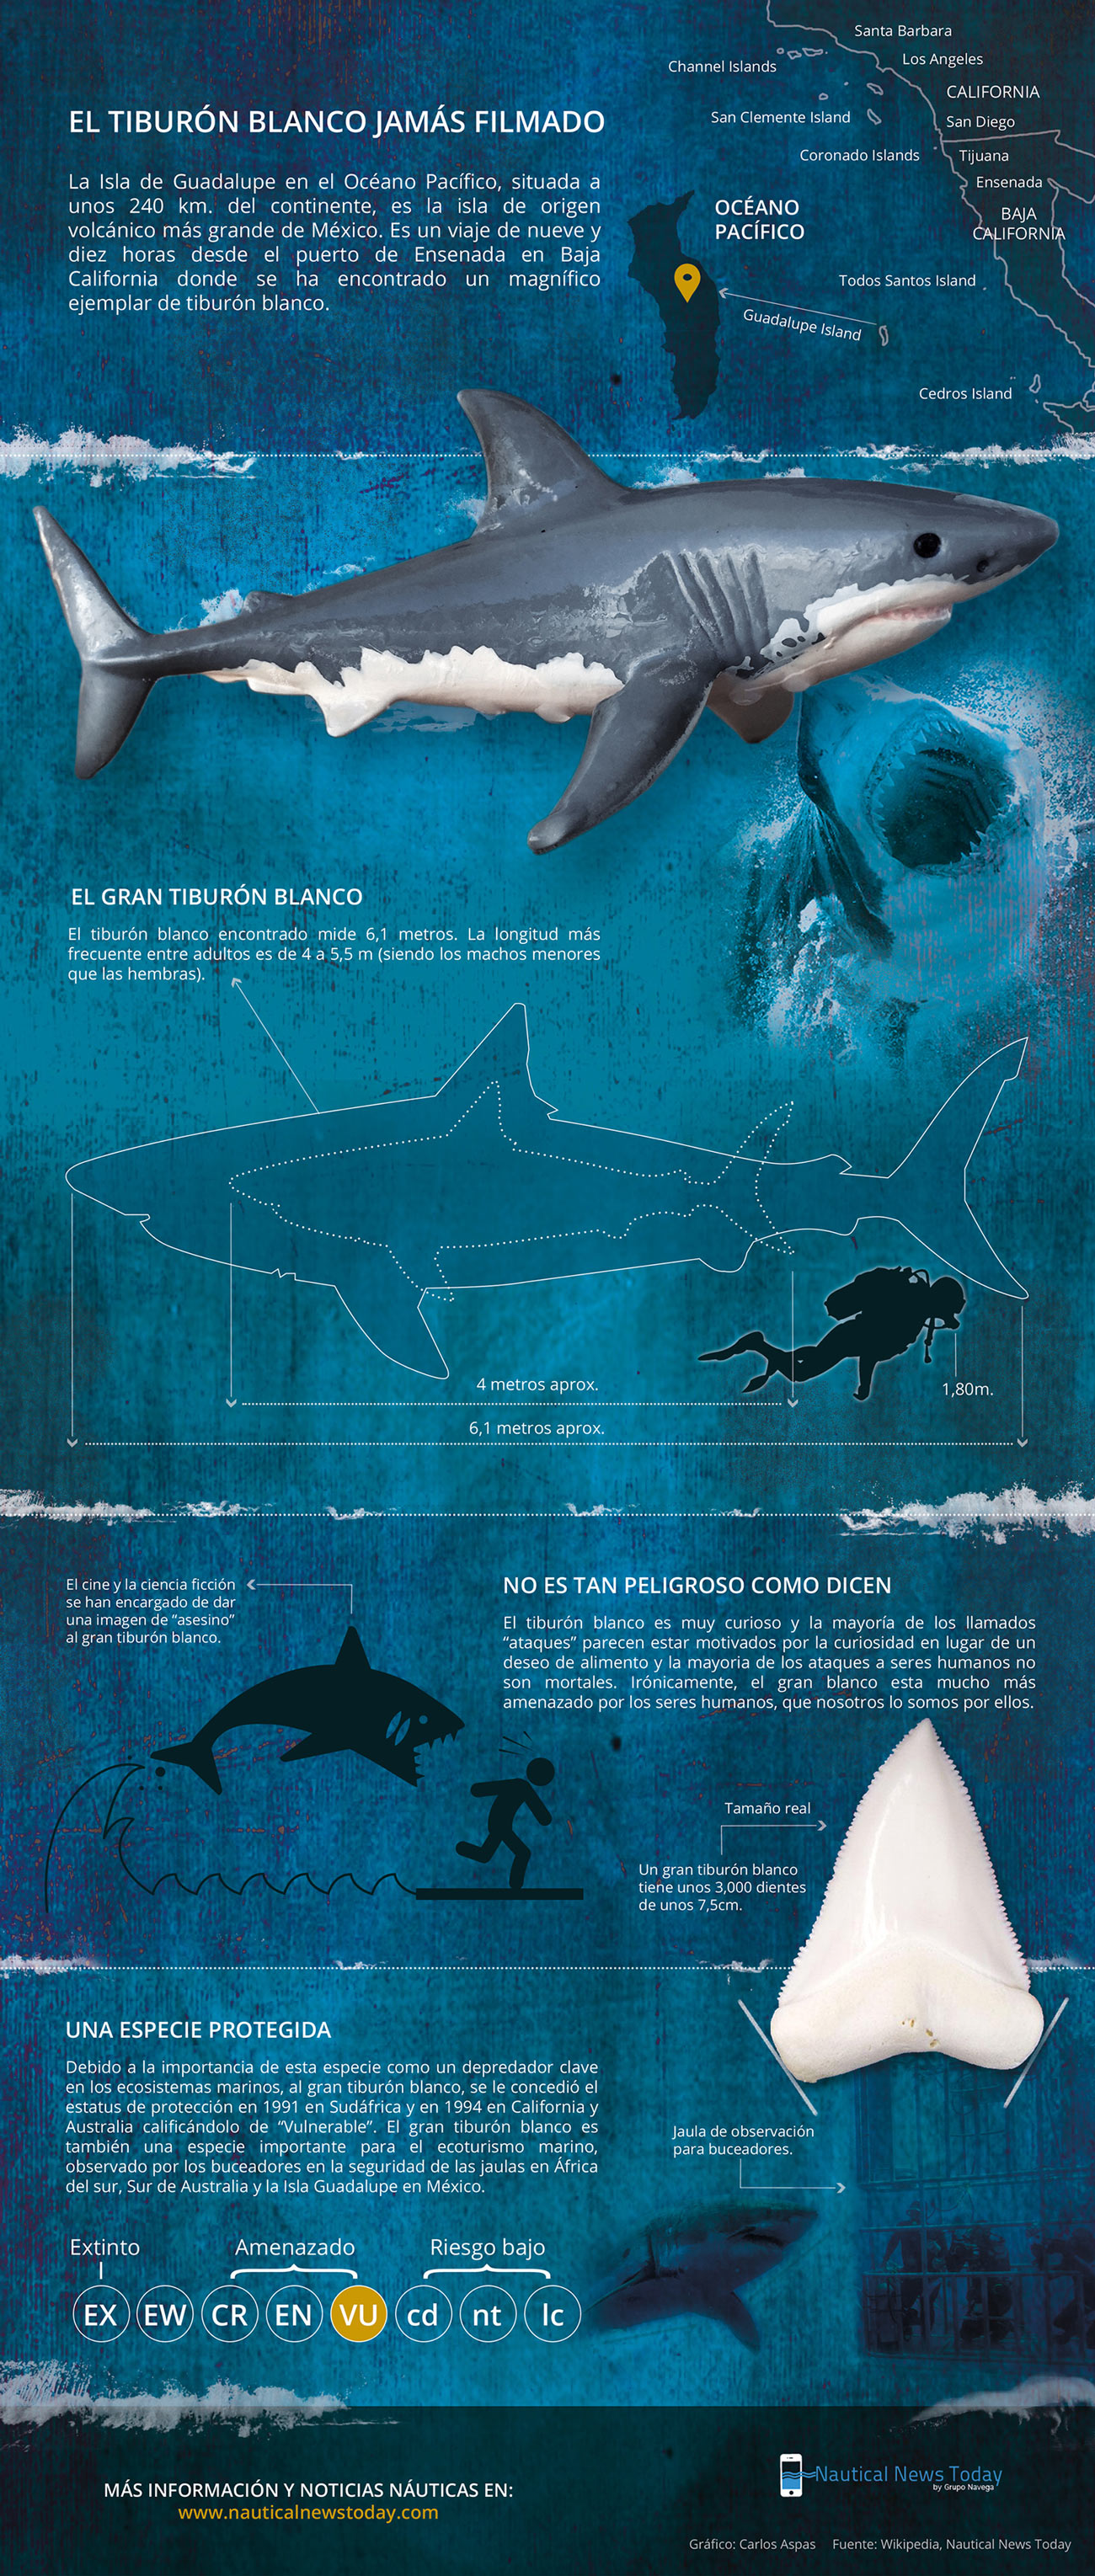 Santa Barbara
Los Angeles
Channel Islands
CALIFORNIA
San Clemente Island
San Diego
Coronado Islands
Tijuana
Ensenada
BAJA
CALIFORNIA
OCÉANO
PACÍFICO
Todos Santos Island
Guadalupe Island
Cedros Island
EL TIBURÓN BLANCO JAMÁS FILMADO
La Isla de Guadalupe en el Océano Pacífico, situada a
unos 240 km. del continente, es la isla de origen
volcánico más grande de México. Es un viaje de nueve y
diez horas desde el puerto de Ensenada en Baja
California donde se ha encontrado un magnífico
ejemplar de tiburón blanco.
EL GRAN TIBURÓN BLANCO
El tiburón blanco encontrado mide 6,1 metros. La longitud más
frecuente entre adultos es de 4 a 5,5 m (siendo los machos menores
que las hembras).
4 metros aprox.
1,80m.
6,1 metros aprox.
El cine y la ciencia ficción
se han encargado de dar
una imagen de “asesino”
al gran tiburón blanco.
NO ES TAN PELIGROSO COMO DICEN
El tiburón blanco es muy curioso y la mayoría de los llamados
“ataques” parecen estar motivados por la curiosidad en lugar de un
deseo de alimento y la mayoria de los ataques a seres humanos no
son mortales. Irónicamente, el gran blanco esta mucho más
amenazado por los seres humanos, que nosotros lo somos por ellos.
Tamaño real
Un gran tiburón blanco
tiene unos 3,000 dientes
de unos 7,5cm.
UNA ESPECIE PROTEGIDA
Debido a la importancia de esta especie como un depredador clave
en los ecosistemas marinos, al gran tiburón blanco, se le concedió el
estatus de protección en 1991 en Sudáfrica y en 1994 en California y
Australia calificándolo de “Vulnerable”. El gran tiburón blanco es
también una especie importante para el ecoturismo marino,
observado por los buceadores en la seguridad de las jaulas en África
del sur, Sur de Australia y la Isla Guadalupe en México.
Jaula de observación
para buceadores.
Extinto Amenazado Riesgo bajo
EX EW CR EN VU cd nt lc
MÁS INFORMACIÓN Y NOTICIAS NÁUTICAS EN:
www.nauticalnewstoday.com
Nautical News Today
by Grupo Navega
Gráfico: Carlos Aspas Fuente: Wikipedia, Nautical News Today